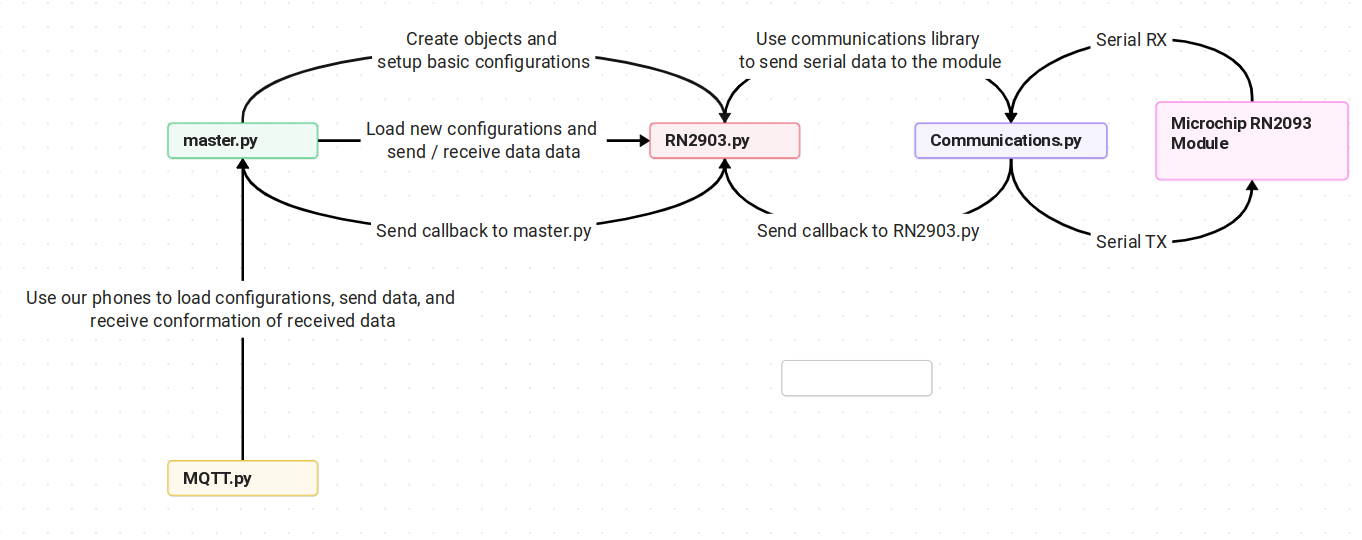 Create objects and
setup basic configurations
Use communications library
to send serial data to the module
Serial RX
master.py
Load new configurations and
send / receive data data
RN2903.py
Communications.py
Microchip RN2093
Module
Send callback to master.py
Send callback to RN2903.py
Serial TX
Use our phones to load configurations, send data, and
receive conformation of received data
MQTT.py